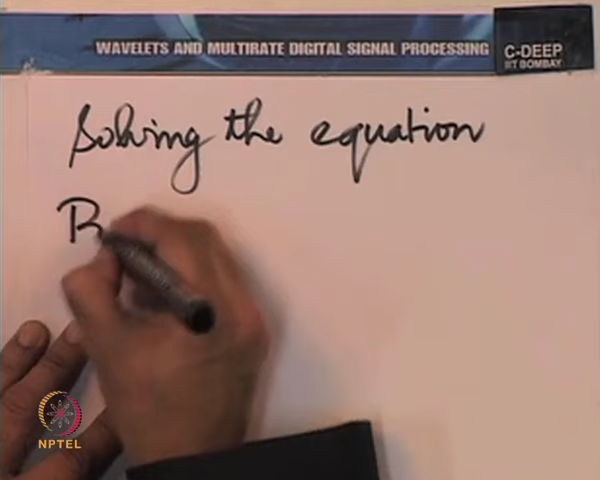 WAVELETS AND MULTIRATE DIGITAL SIGNAL PROCESSING
C-DEEP
IIT BOMBAY
Solving the equation
B
NPTEL